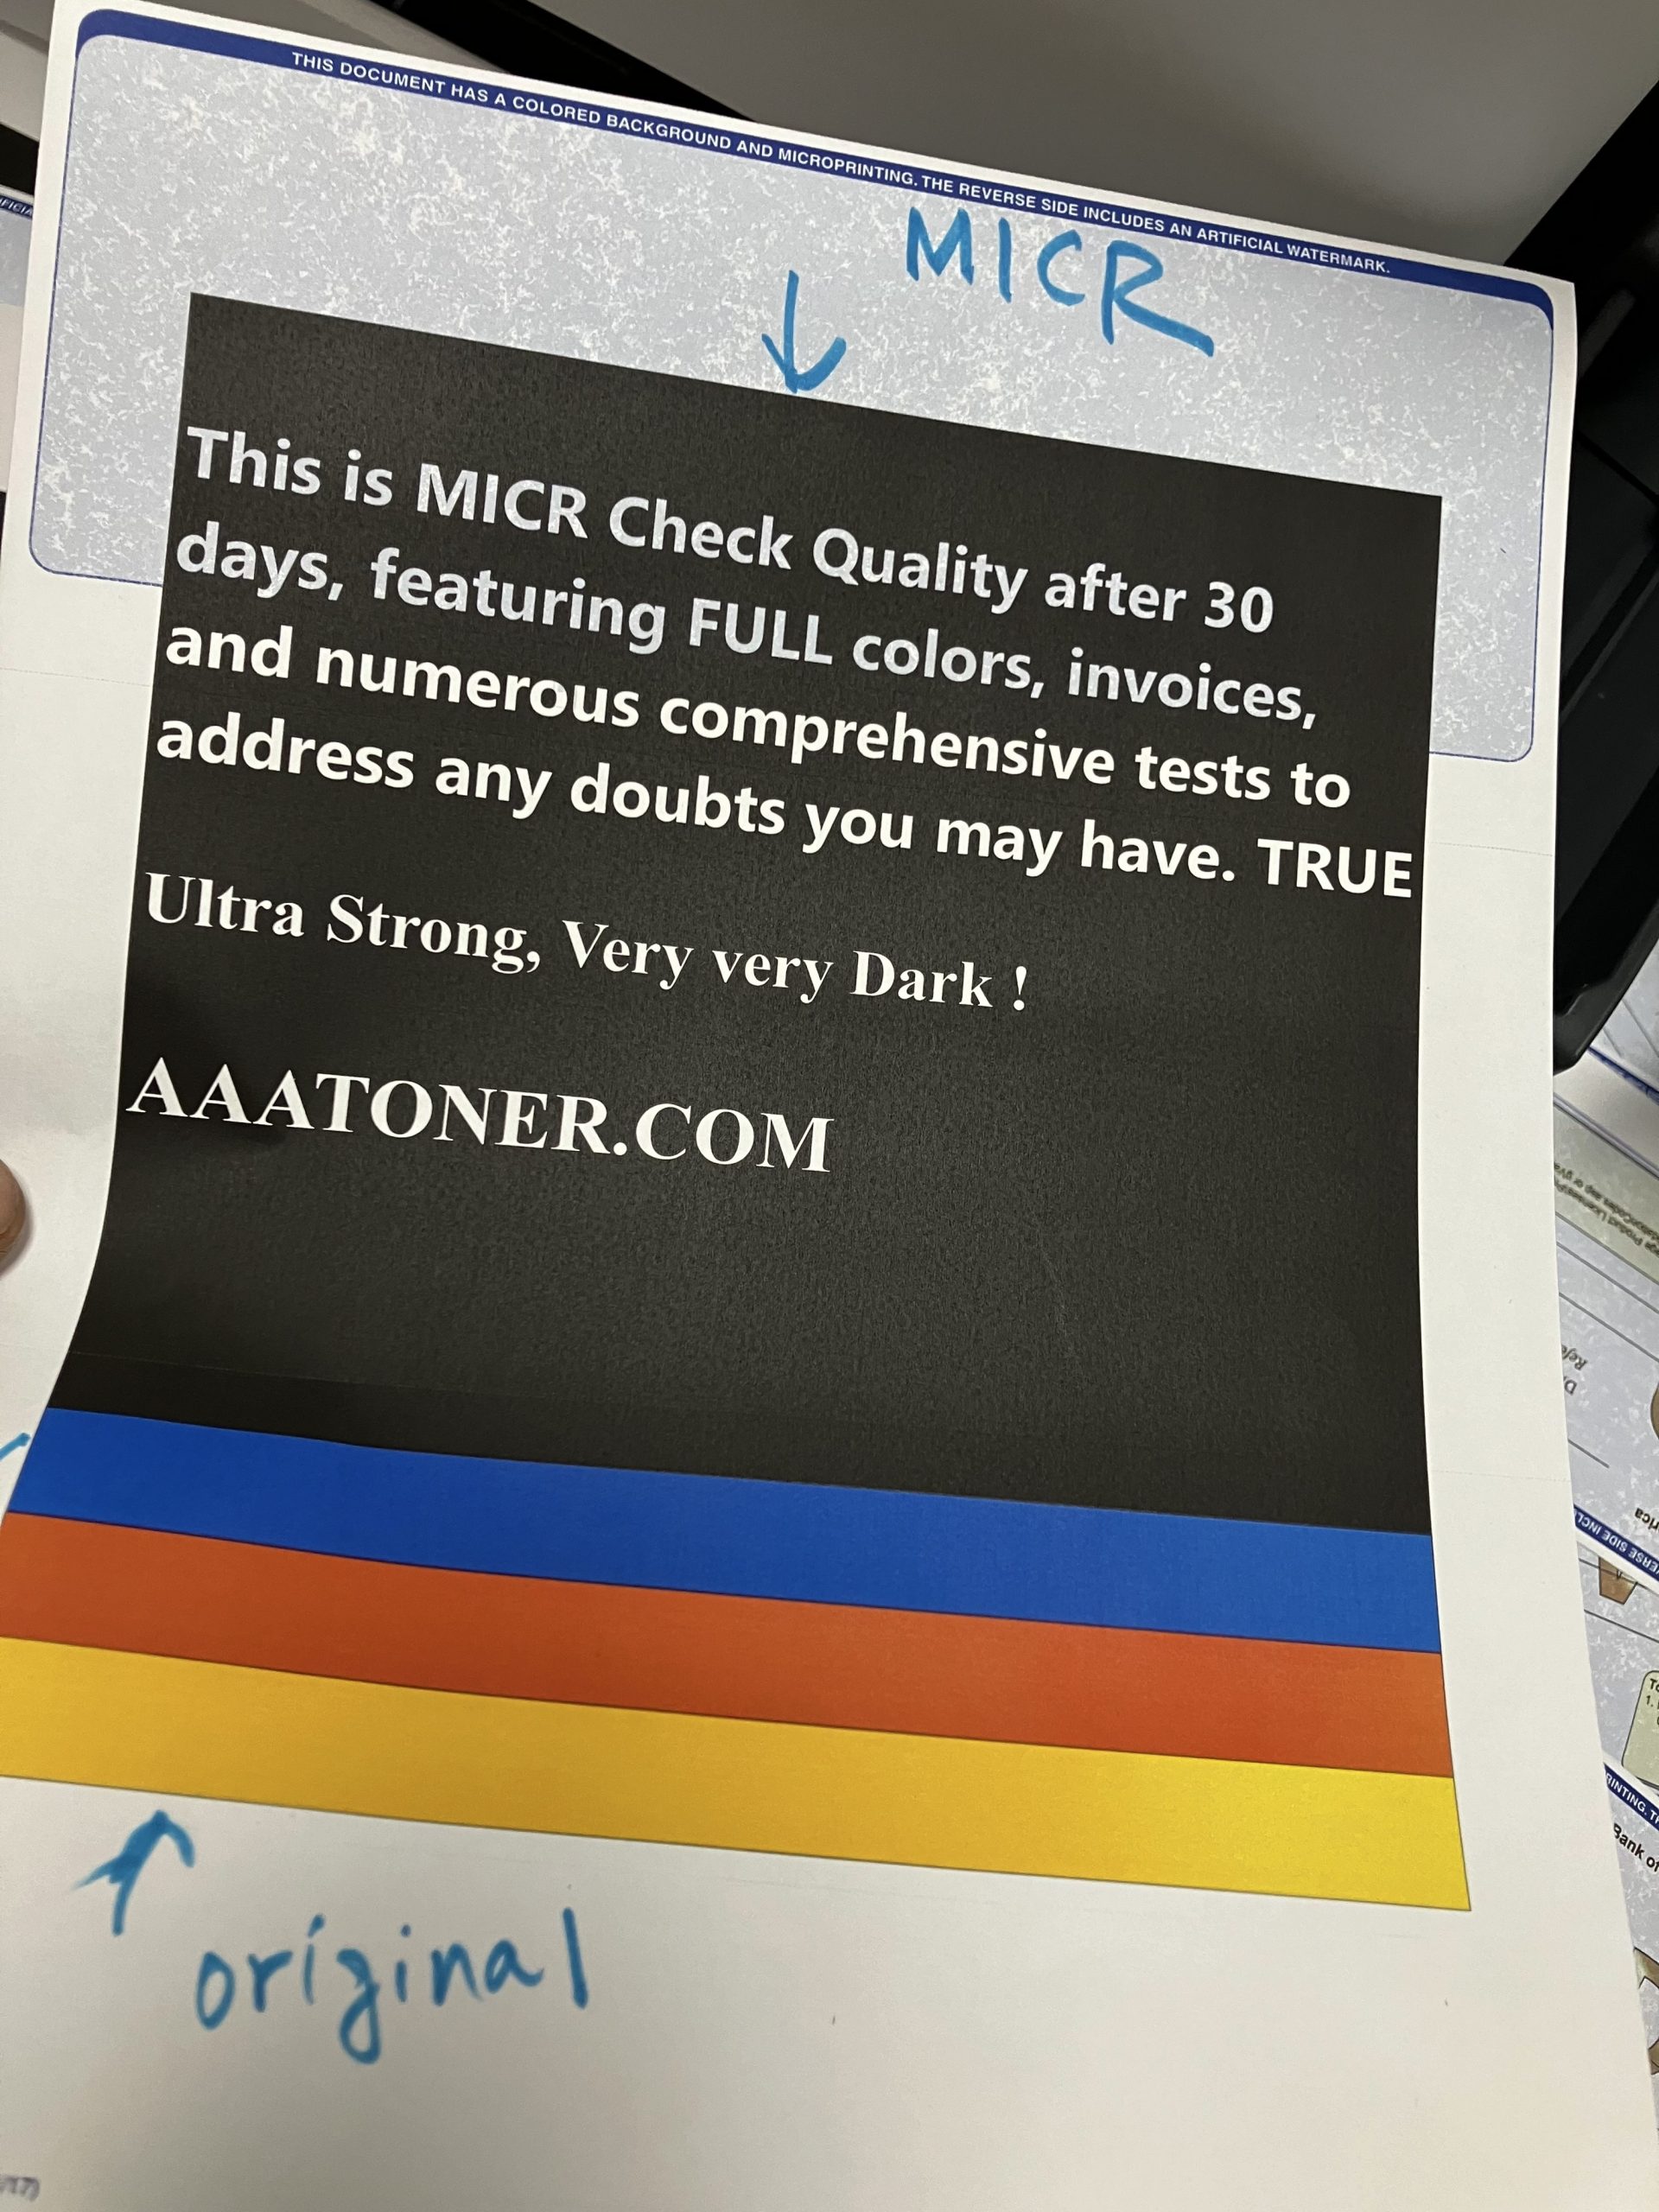 THIS DOCUMENT HAS A COLORED BACKGROUND AND MICROPRINTING. THE REVERSE SIDE INCLUDES AN ARTIFICIAL WATERMARK.
MICR
This is MICR Check Quality after 30
days, featuring FULL colors, invoices,
and numerous comprehensive tests to
address any doubts you may have. TRUE
Ultra Strong, Very very Dark !
AAATONER.COM
original
Bank of